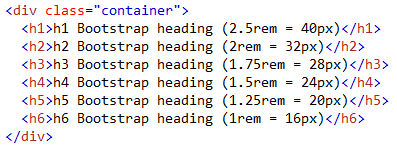 <div class="container">
<h1>h1 Bootstrap heading (2.5rem = 40px)</h1>
<h2>h2 Bootstrap heading (2rem = 32px)</h2>
<h3>h3 Bootstrap heading (1.75rem = 28px)</h3>
<h4>h4 Bootstrap heading (1.5rem = 24px)</h4>
<h5>h5 Bootstrap heading (1.25rem = 20px)</h5>
<h6>h6 Bootstrap heading (1rem = 16px)</h6>
</div>